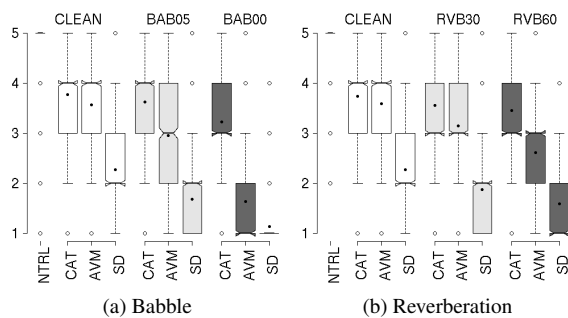 CLEAN BAB05 BAB00 CLEAN RVB30 RVB60
5 5
4 4
3 3
2 2
1 1
NTRL CAT AVM SD CAT AVM SD CAT AVM SD NTRL CAT AVM SD CAT AVM SD CAT AVM SD
(a) Babble (b) Reverberation